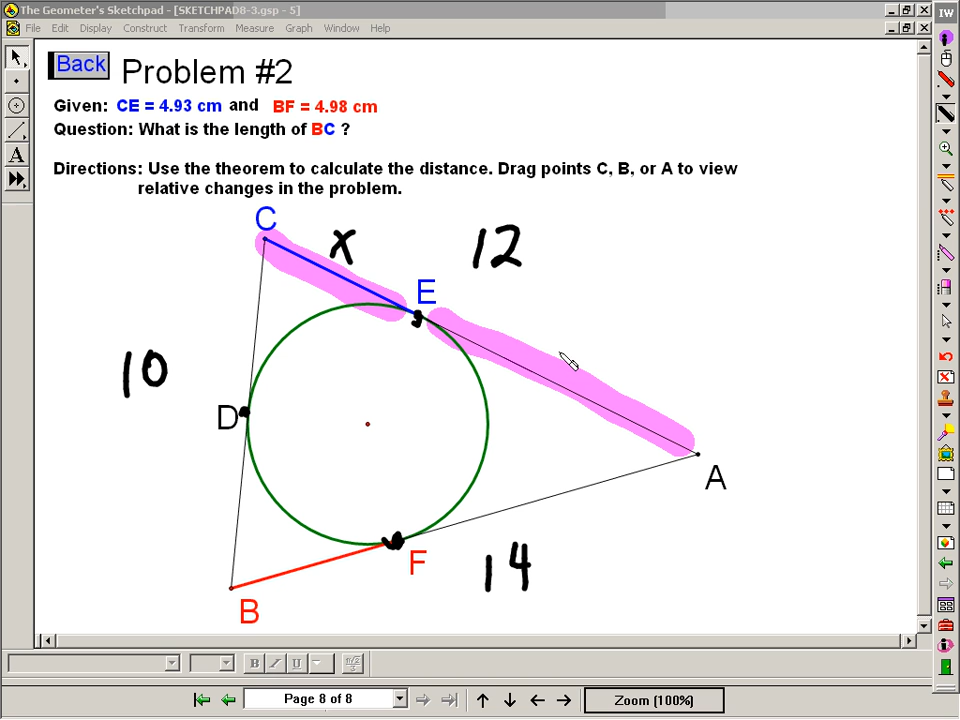 The Geometer's Sketchpad - [SKETCHPAD8-3.gsp - 5]
IW
File Edit Display Construct Transform Measure Graph Window Help
Back Problem #2
Given: CE = 4.93 cm and BF = 4.98 cm
Question: What is the length of BC ?
Directions: Use the theorem to calculate the distance. Drag points C, B, or A to view
relative changes in the problem.
A
C
x
12
E
10
D
A
F
14
B
B I U
Page 8 of 8
Zoom (100%)